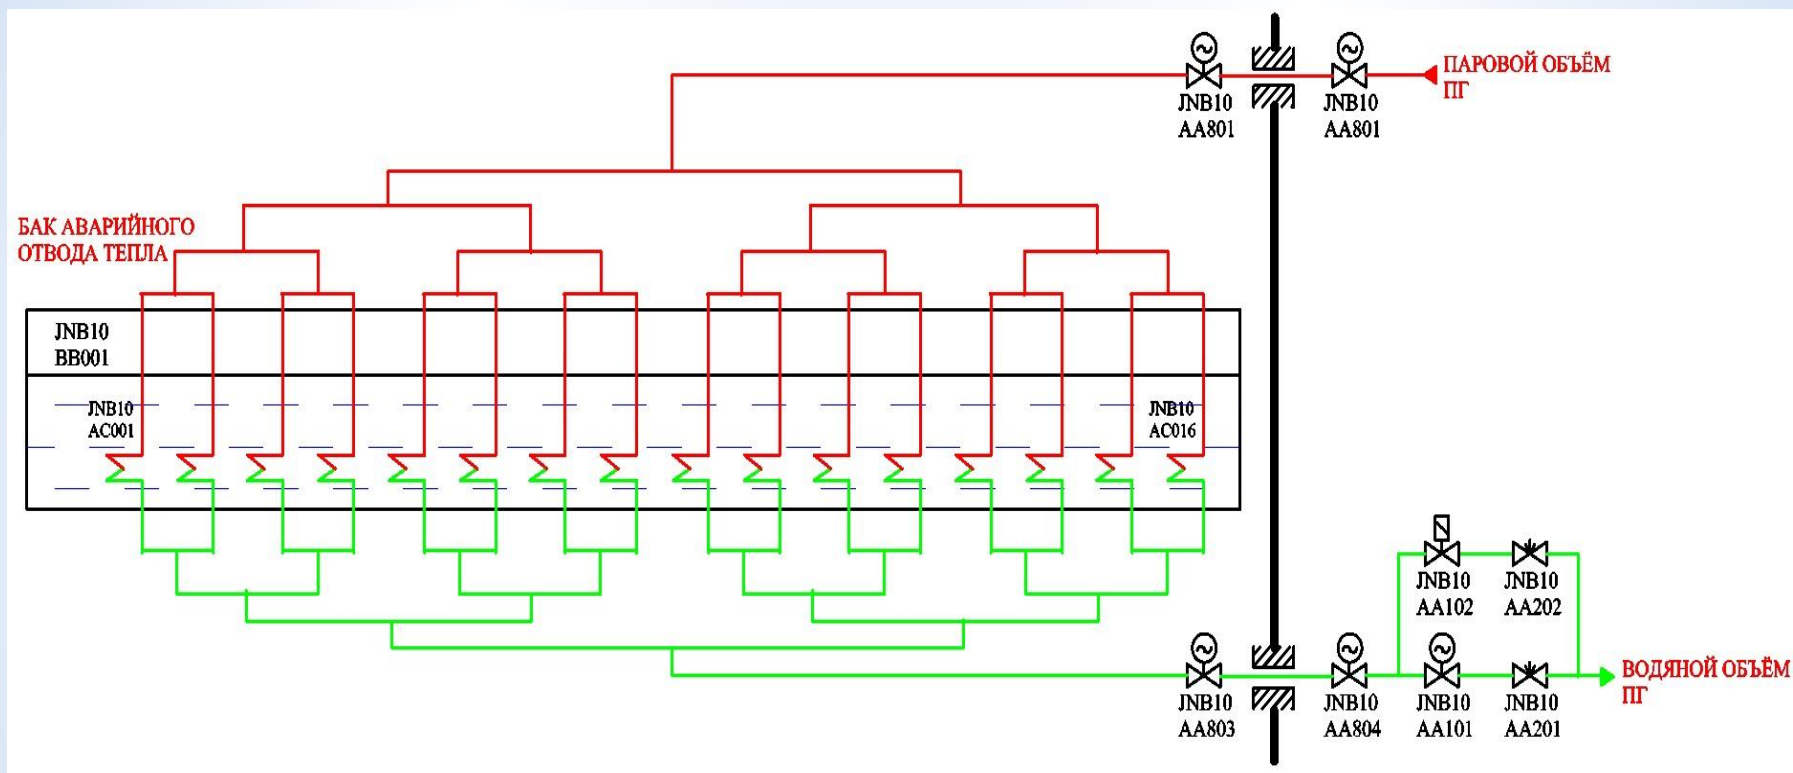 ПАРОВОЙ ОБЪЁМ
ПГ
JNB10
AA801
JNB10
AA801
БАК АВАРИЙНОГО
ОТВОДА ТЕПЛА
JNB10
BB001
JNB10
AC001
JNB10
AC016
JNB10
AA102
JNB10
AA202
ВОДЯНОЙ ОБЪЁМ
ПГ
JNB10
AA803
JNB10
AA804
JNB10
AA101
JNB10
AA201